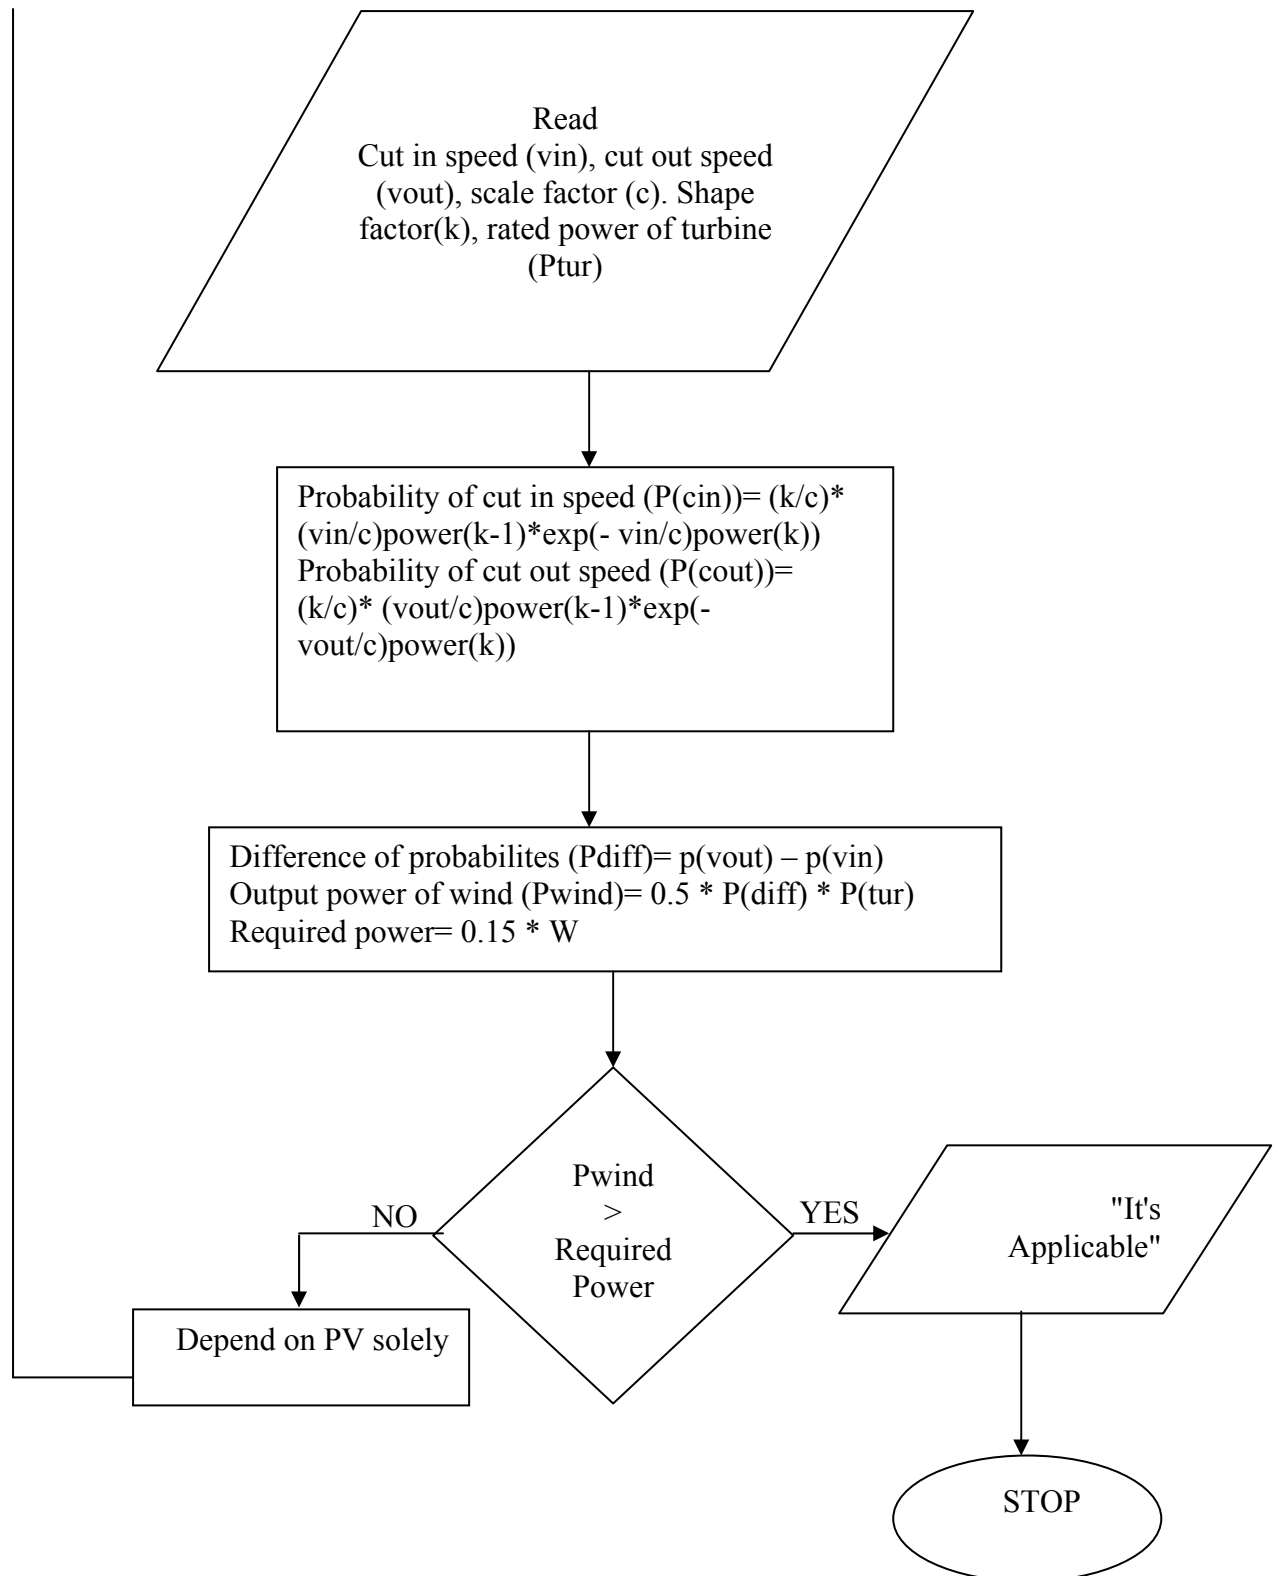 Read
Cut in speed (vin), cut out speed
(vout), scale factor (c). Shape
factor(k), rated power of turbine
(Ptur)
Probability of cut in speed (P(cin))= (k/c)*
(vin/c)power(k-1)*exp(- vin/c)power(k))
Probability of cut out speed (P(cout))=
(k/c)* (vout/c)power(k-1)*exp(-
vout/c)power(k))
Difference of probabilites (Pdiff)= p(vout) – p(vin)
Output power of wind (Pwind)= 0.5 * P(diff) * P(tur)
Required power= 0.15 * W
Pwind
>
Required
Power
NO
YES
"It's
Applicable"
Depend on PV solely
STOP